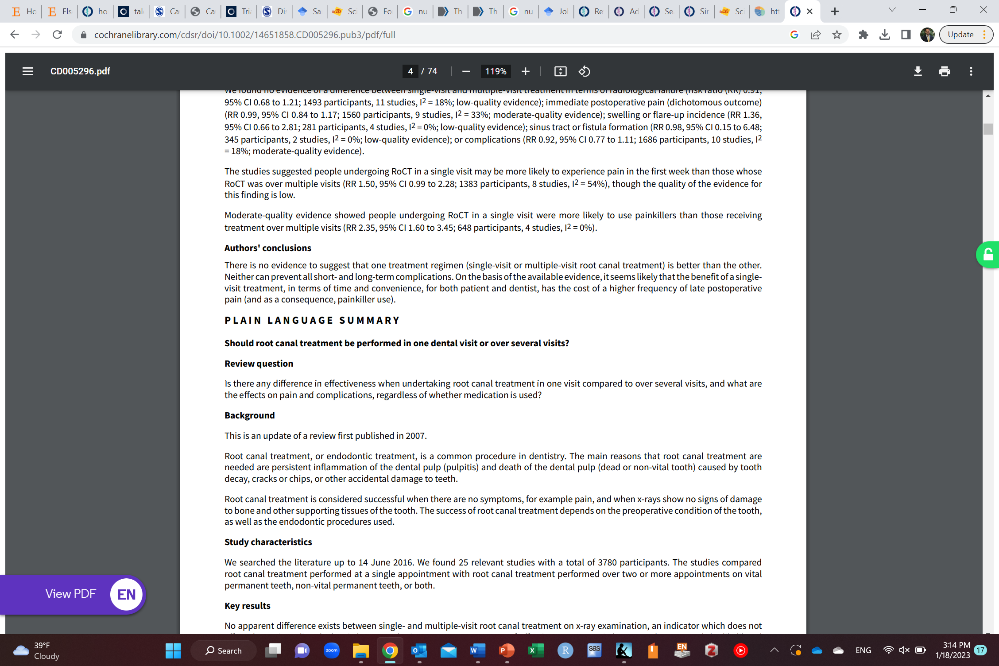 Ho
Els
ho
tal
Ca
Ca
Tria
Dis
Sa
Sci
Fo
nu
Th
Th
nu
Jol
Re
Ad
Se
Sir
Sci
htt
cochranelibrary.com/cdsr/doi/10.1002/14651858.CD005296.pub3/pdf/full
Update
CD005296.pdf
4 / 74
119%
We found no evidence of a difference between single-visit and multiple-visit treatment in terms of radiological failure (risk ratio (RR) 0.91,
95% CI 0.68 to 1.21; 1493 participants, 11 studies, I2 = 18%; low-quality evidence); immediate postoperative pain (dichotomous outcome)
(RR 0.99, 95% CI 0.84 to 1.17; 1560 participants, 9 studies, I2 = 33%; moderate-quality evidence); swelling or flare-up incidence (RR 1.36,
95% CI 0.66 to 2.81; 281 participants, 4 studies, I2 = 0%; low-quality evidence); sinus tract or fistula formation (RR 0.98, 95% CI 0.15 to 6.48;
345 participants, 2 studies, I2 = 0%; low-quality evidence); or complications (RR 0.92, 95% CI 0.77 to 1.11; 1686 participants, 10 studies, I2
= 18%; moderate-quality evidence).
The studies suggested people undergoing RoCT in a single visit may be more likely to experience pain in the first week than those whose
RoCT was over multiple visits (RR 1.50, 95% CI 0.99 to 2.28; 1383 participants, 8 studies, I2 = 54%), though the quality of the evidence for
this finding is low.
Moderate-quality evidence showed people undergoing RoCT in a single visit were more likely to use painkillers than those receiving
treatment over multiple visits (RR 2.35, 95% CI 1.60 to 3.45; 648 participants, 4 studies, I2 = 0%).
Authors' conclusions
There is no evidence to suggest that one treatment regimen (single-visit or multiple-visit root canal treatment) is better than the other.
Neither can prevent all short- and long-term complications. On the basis of the available evidence, it seems likely that the benefit of a single-
visit treatment, in terms of time and convenience, for both patient and dentist, has the cost of a higher frequency of late postoperative
pain (and as a consequence, painkiller use).
PLAIN LANGUAGE SUMMARY
Should root canal treatment be performed in one dental visit or over several visits?
Review question
Is there any difference in effectiveness when undertaking root canal treatment in one visit compared to over several visits, and what are
the effects on pain and complications, regardless of whether medication is used?
Background
This is an update of a review first published in 2007.
Root canal treatment, or endodontic treatment, is a common procedure in dentistry. The main reasons that root canal treatment are
needed are persistent inflammation of the dental pulp (pulpitis) and death of the dental pulp (dead or non-vital tooth) caused by tooth
decay, cracks or chips, or other accidental damage to teeth.
Root canal treatment is considered successful when there are no symptoms, for example pain, and when x-rays show no signs of damage
to bone and other supporting tissues of the tooth. The success of root canal treatment depends on the preoperative condition of the tooth,
as well as the endodontic procedures used.
Study characteristics
We searched the literature up to 14 June 2016. We found 25 relevant studies with a total of 3780 participants. The studies compared
root canal treatment performed at a single appointment with root canal treatment performed over two or more appointments on vital
permanent teeth, non-vital permanent teeth, or both.
Key results
No apparent difference exists between single- and multiple-visit root canal treatment on x-ray examination, an indicator which does not
View PDF EN
39°F
Cloudy
Search
zoom
sas
EN
ENG
3:14 PM
1/18/2023
17